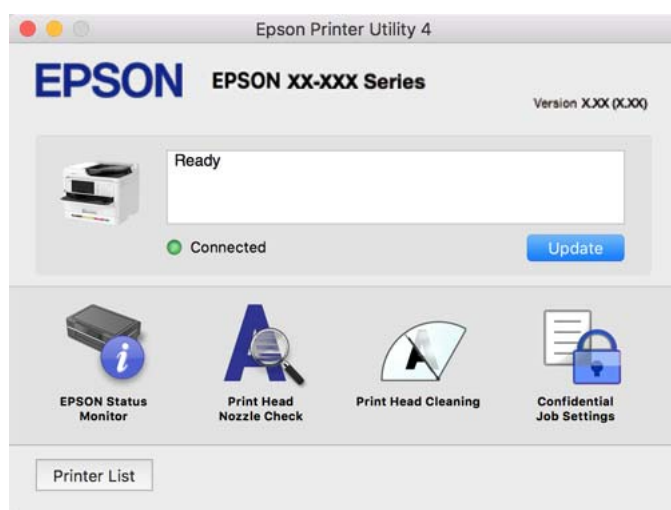 Epson Printer Utility 4
EPSON
EPSON XX-XXX Series
Version X.XX (X.XX)
Ready
Connected
Update
EPSON Status
Monitor
Print Head
Nozzle Check
Print Head Cleaning
Confidential
Job Settings
Printer List